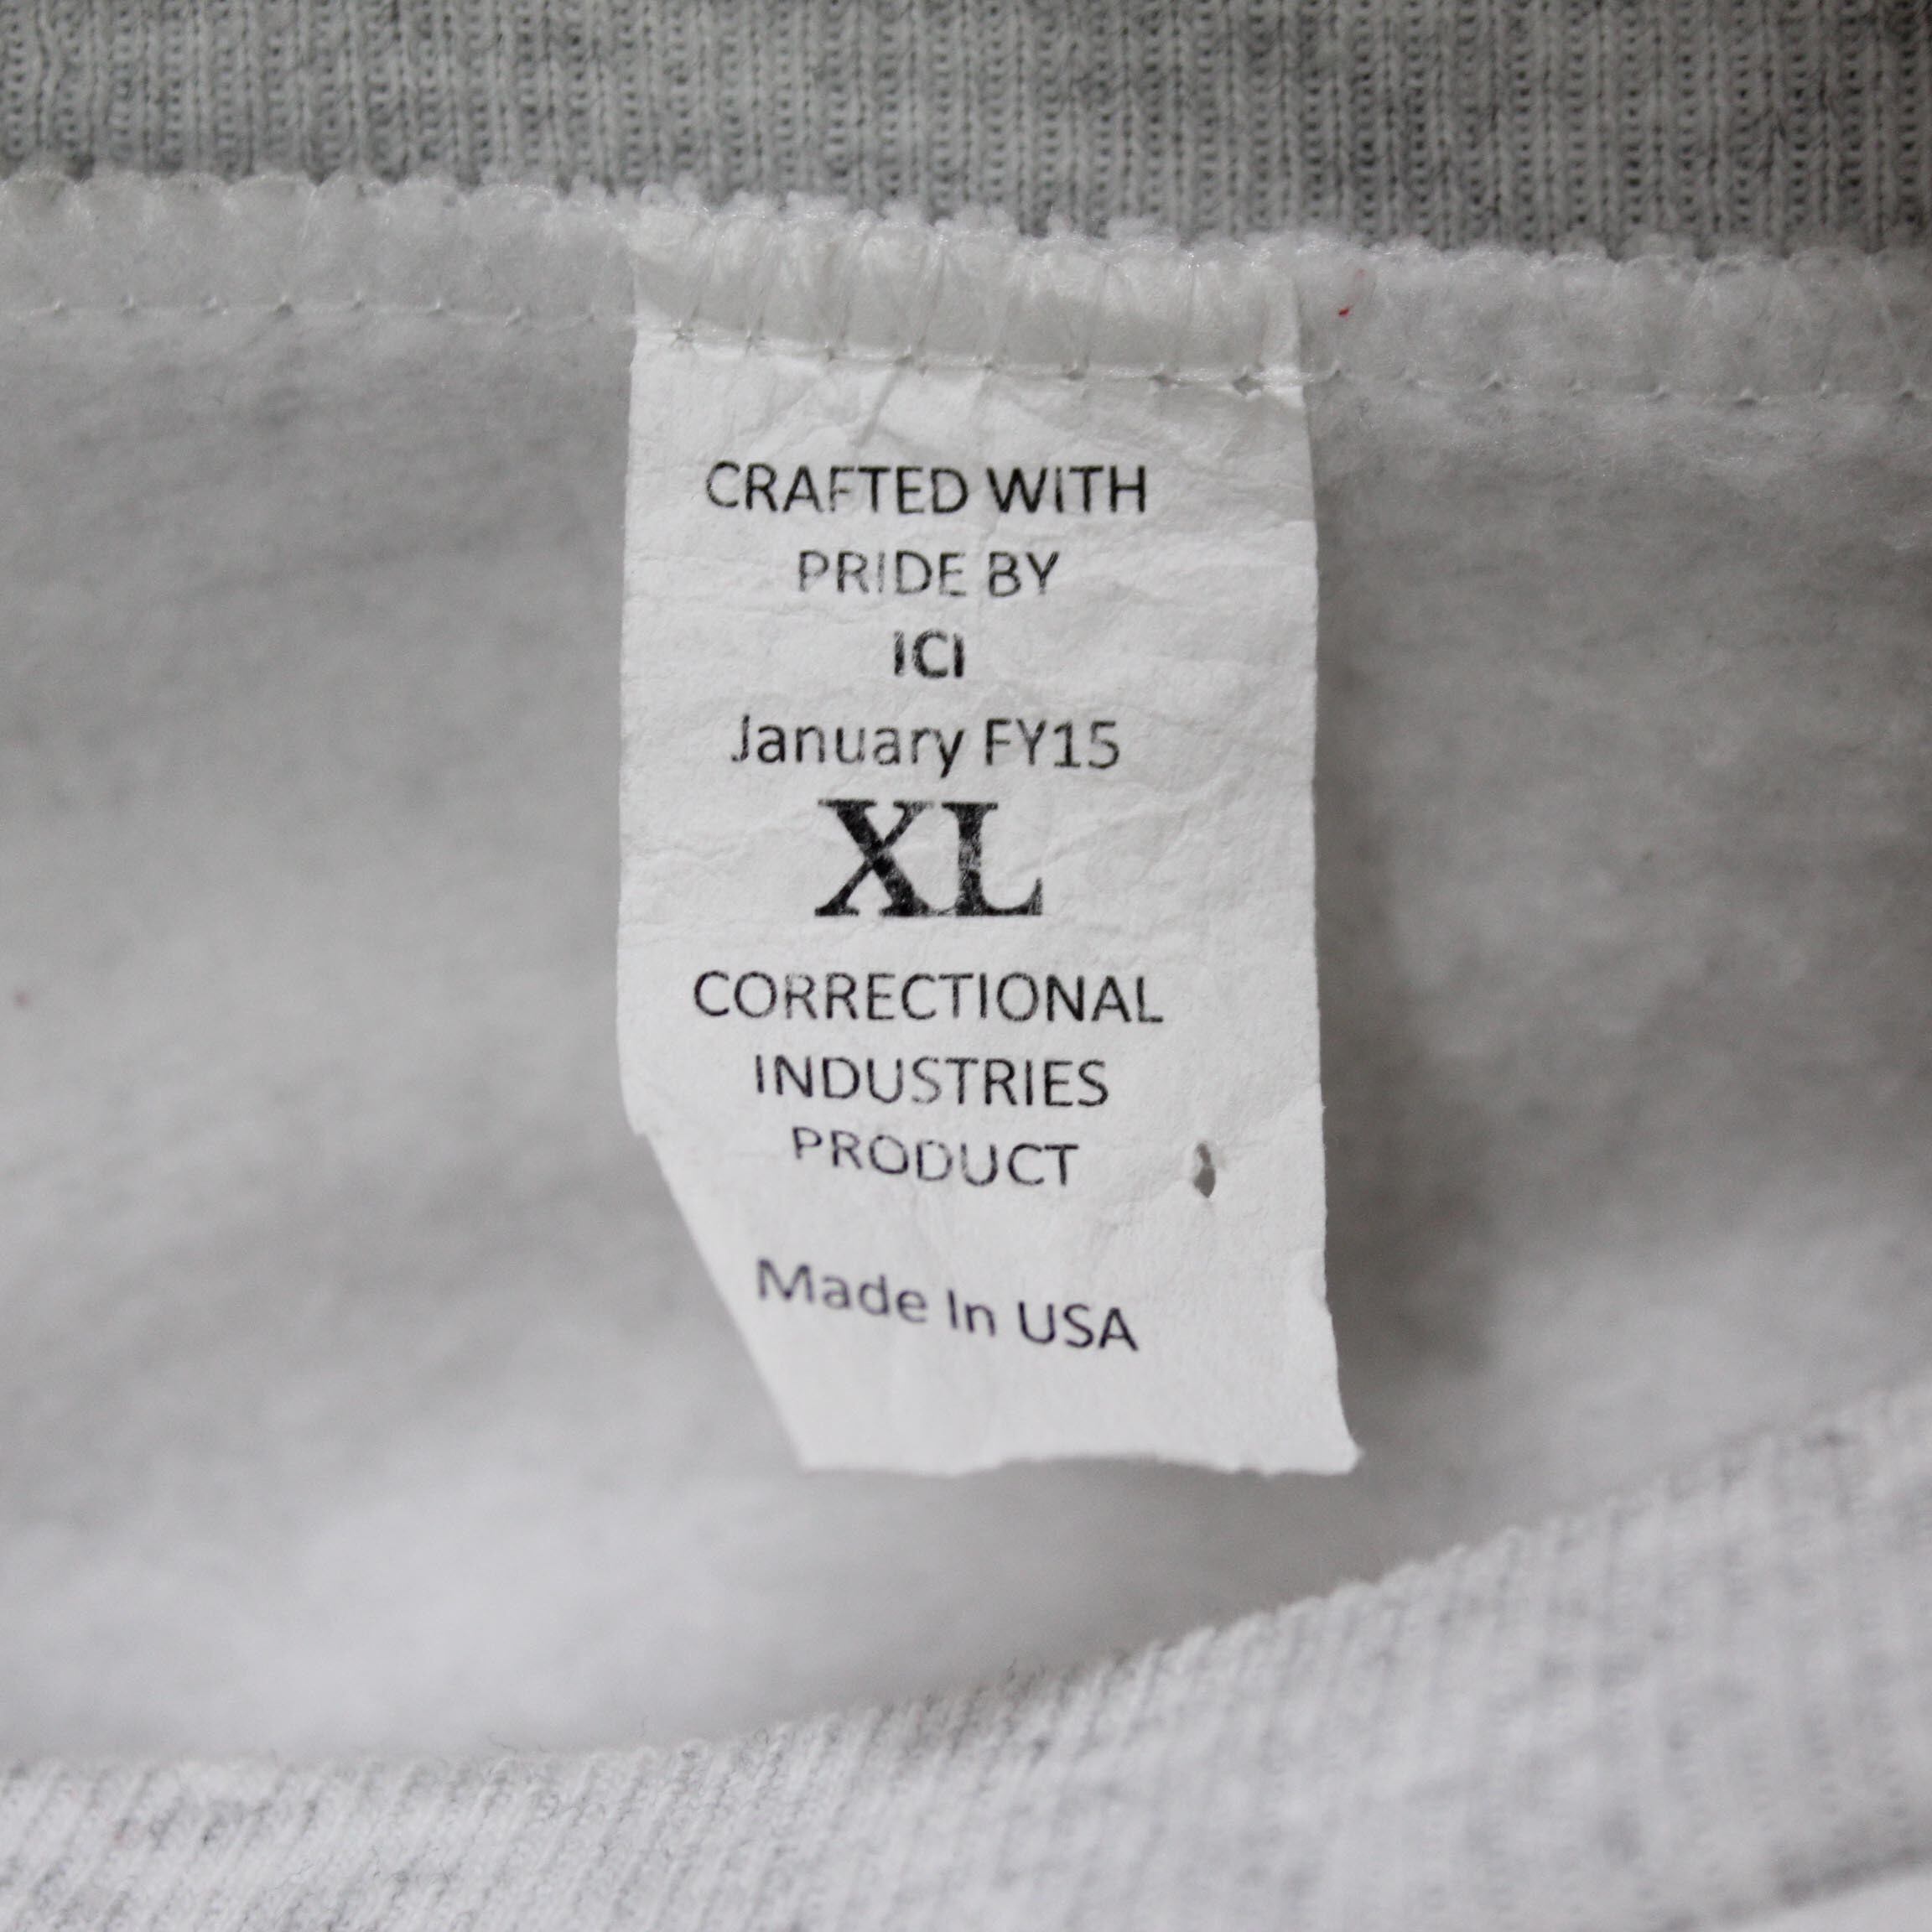 CRAFTED WITH
PRIDE BY
ICI
January FY15
XL
CORRECTIONAL
INDUSTRIES
PRODUCT
Made In USA